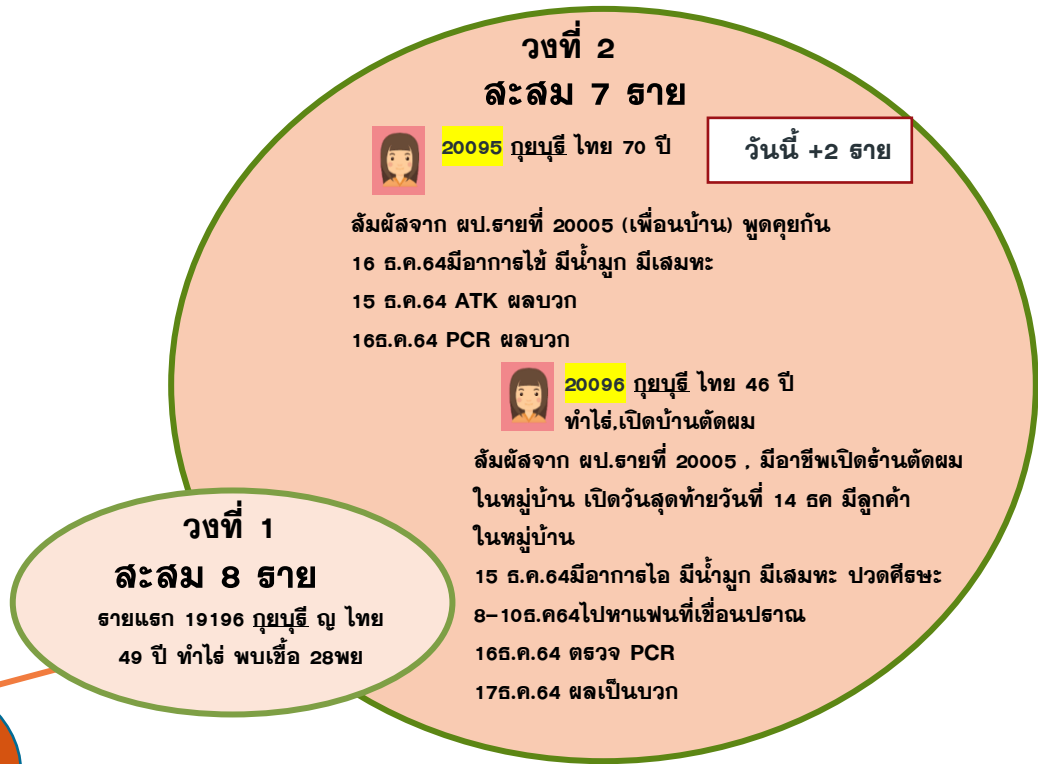 วงที่ 2
สะสม 7 ราย
20095 กุยบุรี ไทย 70 ปี
วันนี้ +2 ราย
สัมผัสจาก ผป.รายที่ 20005 (เพื่อนบ้าน) พูดคุยกัน
16 ธ.ค.64มีอาการไข้ มีน้ำมูก มีเสมหะ
15 ธ.ค.64 ATK ผลบวก
16ธ.ค.64 PCR ผลบวก
20096 กุยบุรี ไทย 46 ปี
ทำไร่,เปิดบ้านตัดผม
สัมผัสจาก ผป.รายที่ 20005 , มีอาชีพเปิดร้านตัดผม
ในหมู่บ้าน เปิดวันสุดท้ายวันที่ 14 ธค มีลูกค้า
ในหมู่บ้าน
15 ธ.ค.64มีอาการไอ มีน้ำมูก มีเสมหะ ปวดศีรษะ
8–10ธ.ค64ไปหาแฟนที่เขื่อนปราณ
16ธ.ค.64 ตรวจ PCR
17ธ.ค.64 ผลเป็นบวก
วงที่ 1
สะสม 8 ราย
รายแรก 19196 กุยบุรี ญ ไทย
49 ปี ทำไร่ พบเชื้อ 28พย